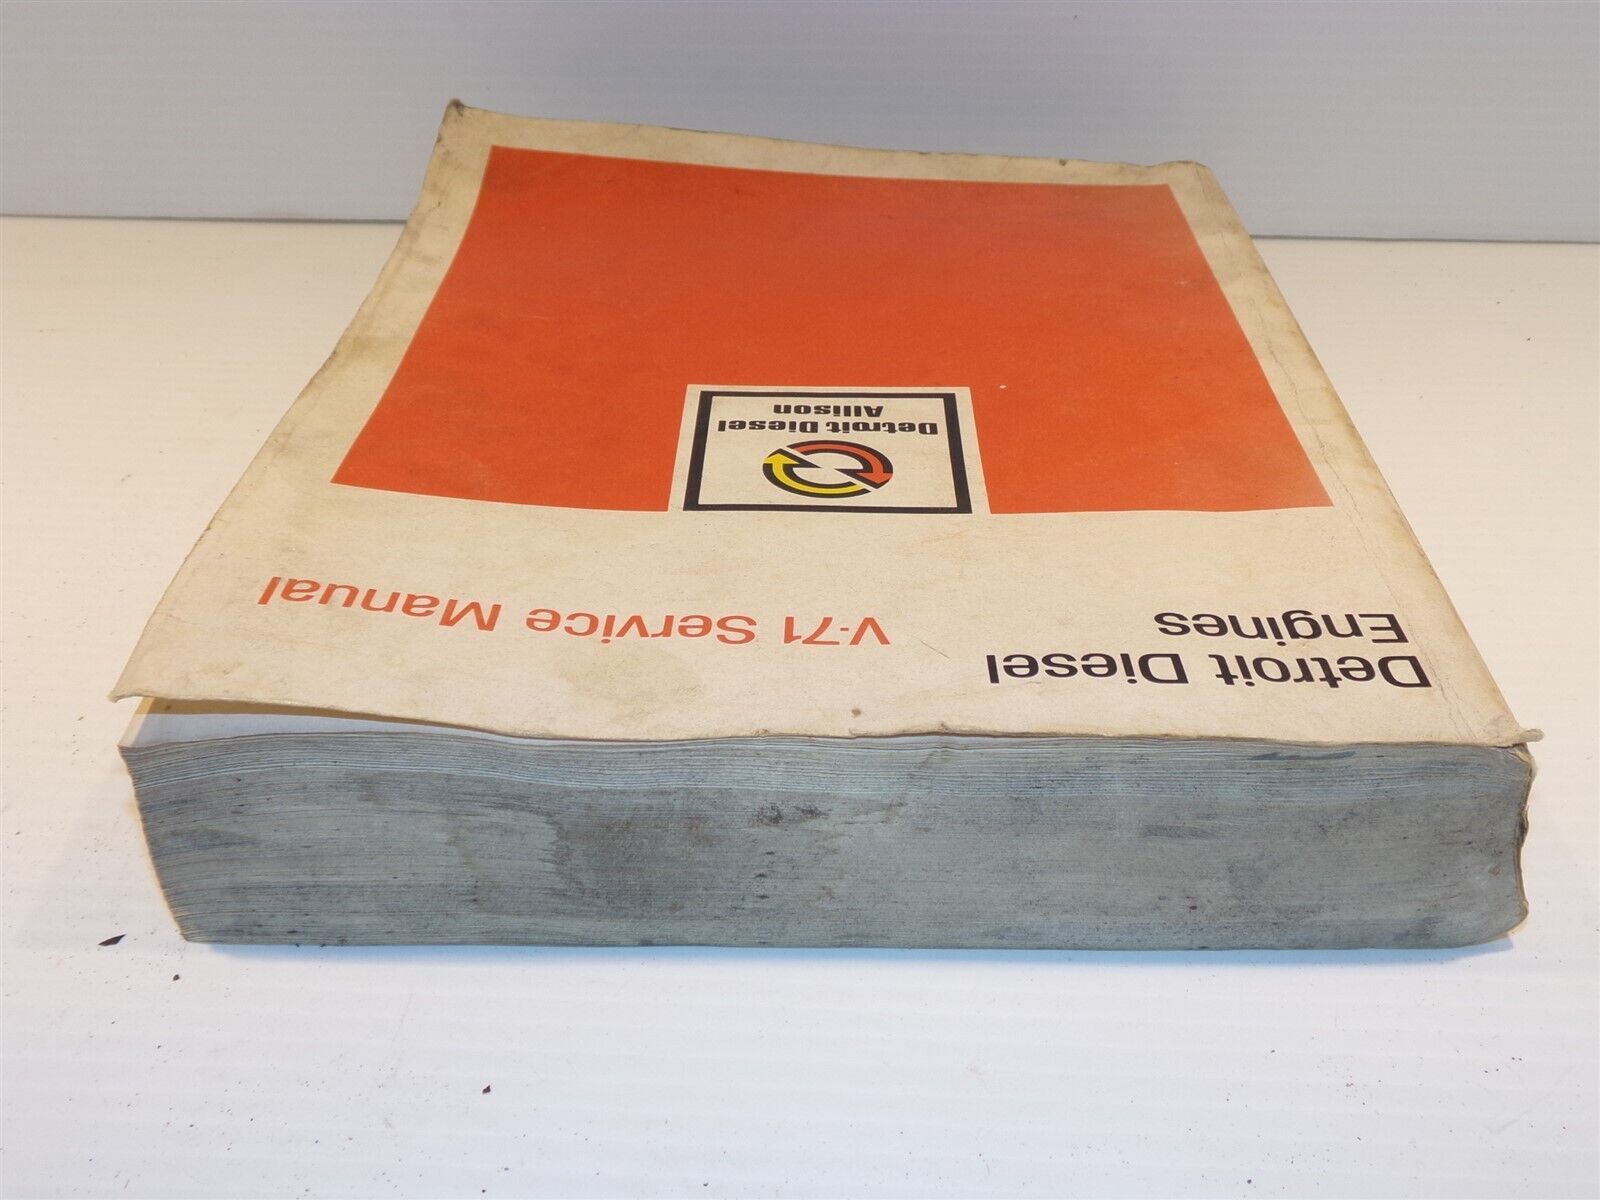 Detroit Diesel
Engines
V-71 Service Manual
Detroit Diesel
Allison